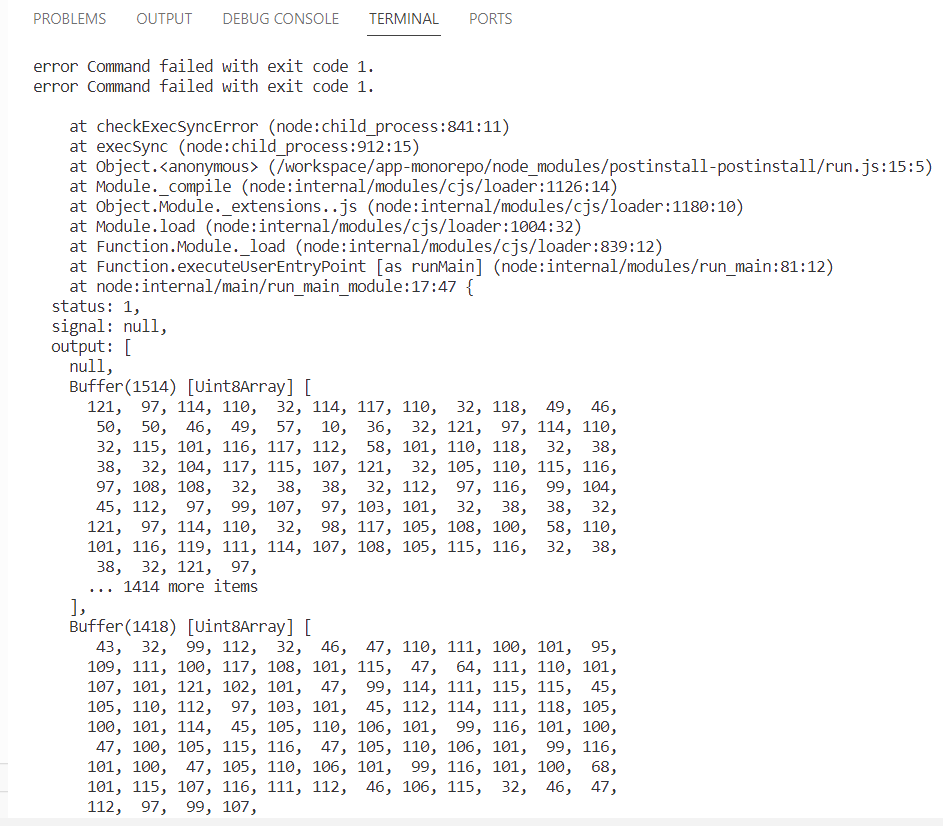 PROBLEMS OUTPUT DEBUG CONSOLE TERMINAL PORTS
error Command failed with exit code 1.
error Command failed with exit code 1.
at checkExecSyncError (node:child_process:841:11)
at execSync (node:child_process:912:15)
at Object.<anonymous> (/workspace/app-monorepo/node_modules/postinstall-postinstall/run.js:15:5)
at Module._compile (node:internal/modules/cjs/loader:1126:14)
at Object.Module._extensions..js (node:internal/modules/cjs/loader:1180:10)
at Module.load (node:internal/modules/cjs/loader:1004:32)
at Function.Module._load (node:internal/modules/cjs/loader:839:12)
at Function.executeUserEntryPoint [as runMain] (node:internal/modules/run_main:81:12)
at node:internal/main/run_main_module:17:47 {
status: 1,
signal: null,
output: [
null,
Buffer(1514) [Uint8Array] [
121, 97, 114, 110, 32, 114, 117, 110, 32, 118, 49, 46,
50, 50, 46, 49, 57, 10, 36, 32, 121, 97, 114, 110,
32, 115, 101, 116, 117, 112, 58, 101, 110, 118, 32, 38,
38, 32, 104, 117, 115, 107, 121, 32, 105, 110, 115, 116,
97, 108, 108, 32, 38, 38, 32, 112, 97, 116, 99, 104,
45, 112, 97, 99, 107, 97, 103, 101, 32, 38, 38, 32,
121, 97, 114, 110, 32, 98, 117, 105, 108, 100, 58, 110,
101, 116, 119, 111, 114, 107, 108, 105, 115, 116, 32, 38,
38, 32, 121, 97,
... 1414 more items
],
Buffer(1418) [Uint8Array] [
43, 32, 99, 112, 32, 46, 47, 110, 111, 100, 101, 95,
109, 111, 100, 117, 108, 101, 115, 47, 64, 111, 110, 101,
107, 101, 121, 102, 101, 47, 99, 114, 111, 115, 115, 45,
105, 110, 112, 97, 103, 101, 45, 112, 114, 111, 118, 105,
100, 101, 114, 45, 105, 110, 106, 101, 99, 116, 101, 100,
47, 100, 105, 115, 116, 47, 105, 110, 106, 101, 99, 116,
101, 100, 47, 105, 110, 106, 101, 99, 116, 101, 100, 68,
101, 115, 107, 116, 111, 112, 46, 106, 115, 32, 46, 47,
112, 97, 99, 107,